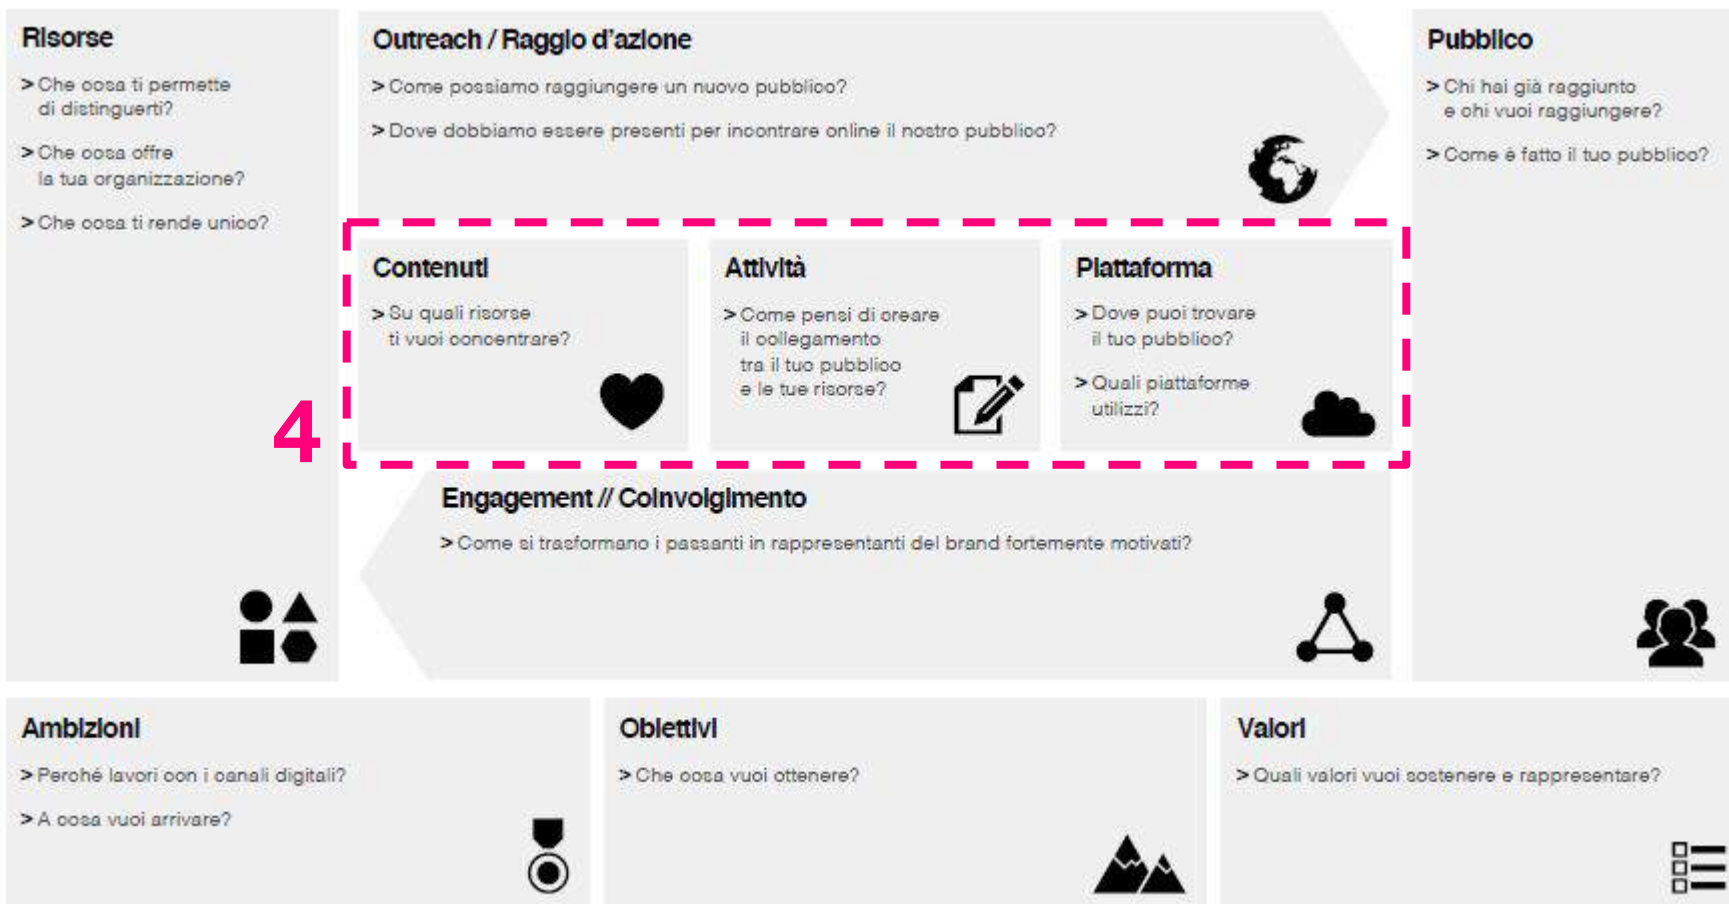 Risorse
> Che cosa ti permette
di distinguerti?
> Che cosa offre
la tua organizzazione?
> Che cosa ti rende unico?
Outreach / Raggio d'azione
> Come possiamo raggiungere un nuovo pubblico?
> Dove dobbiamo essere presenti per incontrare online il nostro pubblico?
Pubblico
> Chi hai già raggiunto
e chi vuoi raggiungere?
> Come è fatto il tuo pubblico?
4
Contenuti
> Su quali risorse
ti vuoi concentrare?
Attività
> Come pensi di creare
il collegamento
tra il tuo pubblico
e le tue risorse?
Piattaforma
> Dove puoi trovare
il tuo pubblico?
> Quali piattaforme
utilizzi?
Engagement // Coinvolgimento
> Come si trasformano i passanti in rappresentanti del brand fortemente motivati?
Ambizioni
> Perché lavori con i canali digitali?
> A cosa vuoi arrivare?
Obiettivi
> Che cosa vuoi ottenere?
Valori
> Quali valori vuoi sostenere e rappresentare?